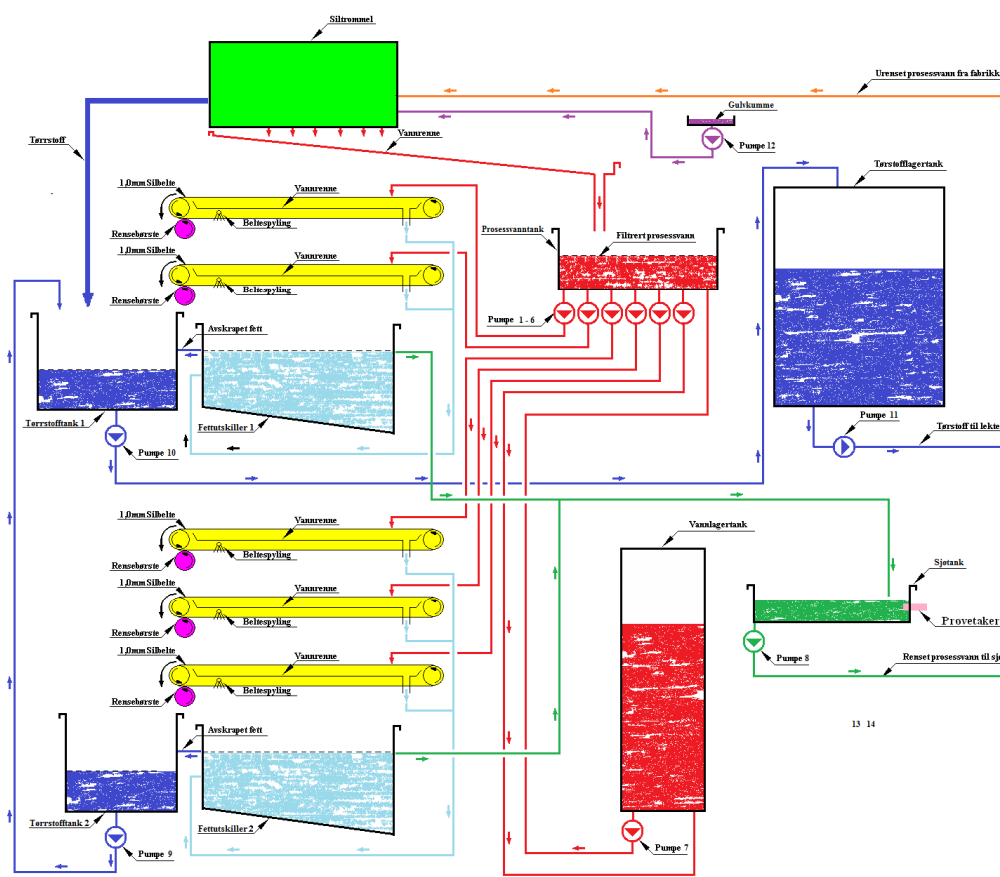 Siltrommel
Urenset prosessvann fra fabrikk
Gulvkumme
Tørrstoff
Vannrenne
Pumpe 12
Tørstofflagertank
1,0mm Silbelte
Vannrenne
Beltespyling
Rensebørste
Prosessvanntank
Filtrert prosessvann
1,0mm Silbelte
Vannrenne
Beltespyling
Rensebørste
Pumpe 1 - 6
Avskrapet fett
Tørrstofftank 1
Fettutskiller 1
Pumpe 10
Pumpe 11
Tørstoff til lekte
1,0mm Silbelte
Vannrenne
Beltespyling
Rensebørste
Vannlagertank
Sjøtank
1,0mm Silbelte
Vannrenne
Beltespyling
Rensebørste
Provetaker
1,0mm Silbelte
Vannrenne
Beltespyling
Rensebørste
Pumpe 8
Renset prosessvann til sjø
13 14
Avskrapet fett
Tørrstofftank 2
Fettutskiller 2
Pumpe 9
Pumpe 7